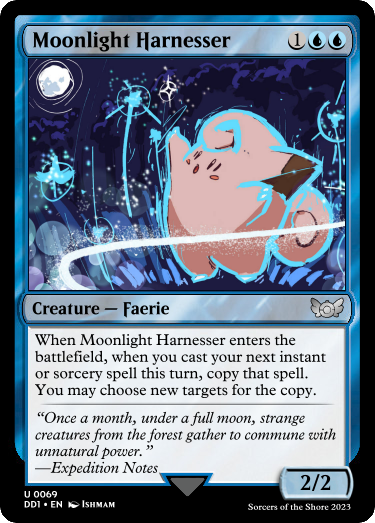 Moonlight Harnesser 1
Creature — Faerie
When Moonlight Harnesser enters the
battlefield, when you cast your next instant
or sorcery spell this turn, copy that spell.
You may choose new targets for the copy.
“Once a month, under a full moon, strange
creatures from the forest gather to commune with
unnatural power.”
—Expedition Notes
2/2
U 0069
DD1 • EN Ishmam
Sorcers of the Shore 2023